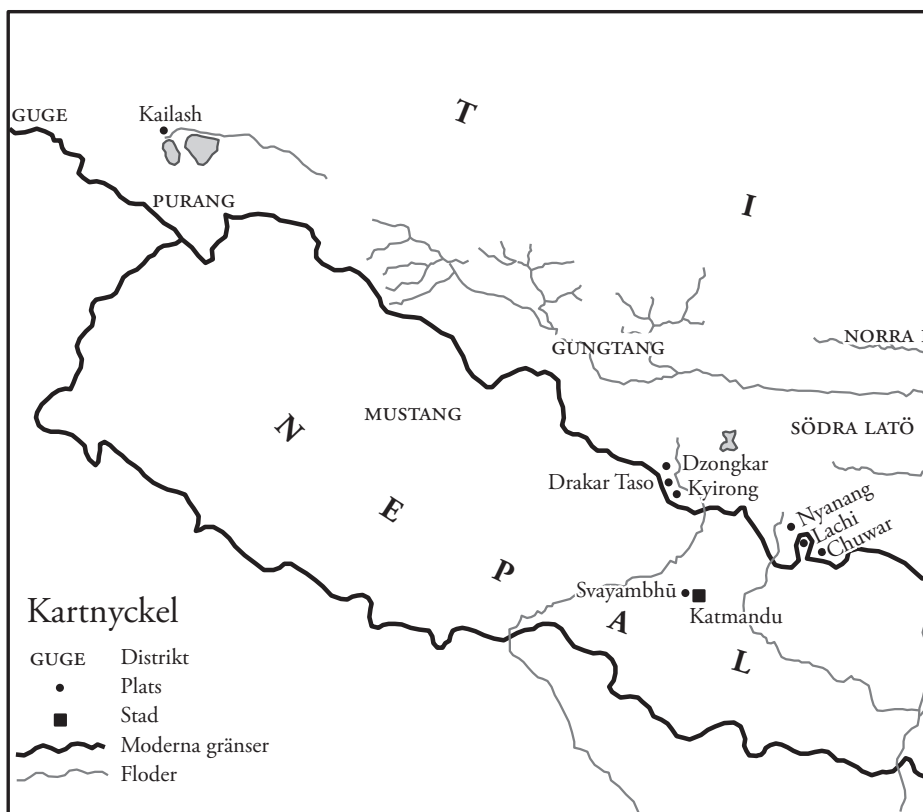 T
GUGE
Kailash
PURANG
I
GUNGTANG
NORRA
MUSTANG
N
SÖDRA LATÖ
Dzongkar
Drakar Taso
Kyirong
E
Nyanang
Lachi
Chuwar
P
Svayambhū
Katmandu
A
L
Kartnyckel
GUGE Distrikt
Plats
Stad
Moderna gränser
Floder